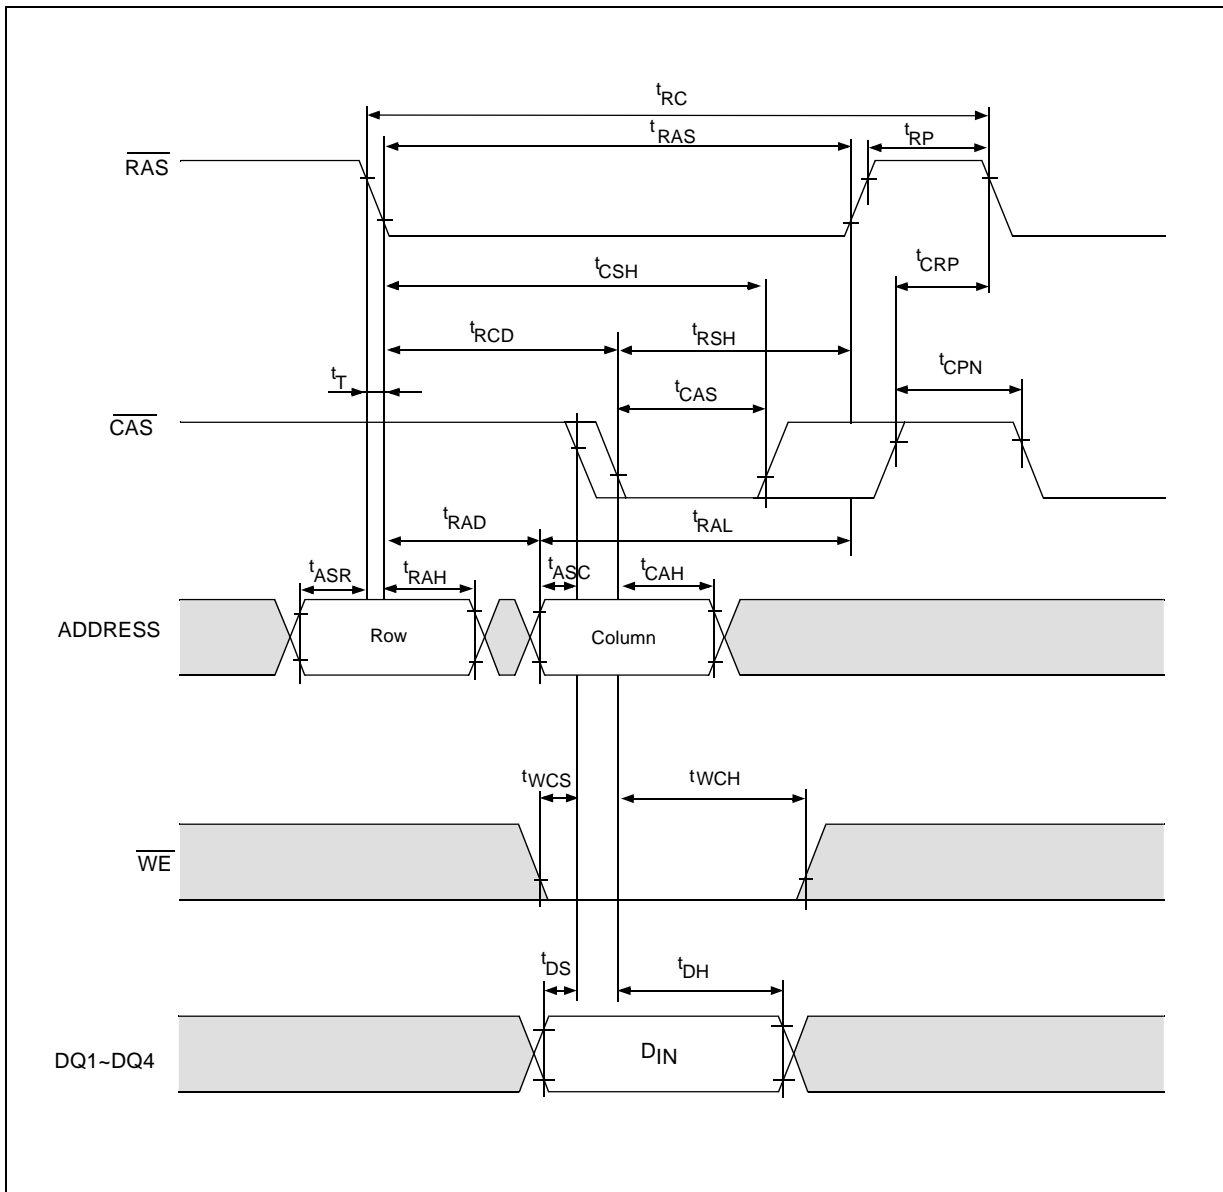 tRC
tRAS
tRP
RAS
tCSH
tCRP
tRCD
tRSH
tCPN
tT
tCAS
CAS
tRAD
tRAL
tASR
tRAH
tASC
tCAH
ADDRESS
Row
Column
tWCS
tWCH
WE
tDS
tDH
DQ1~DQ4
DIN